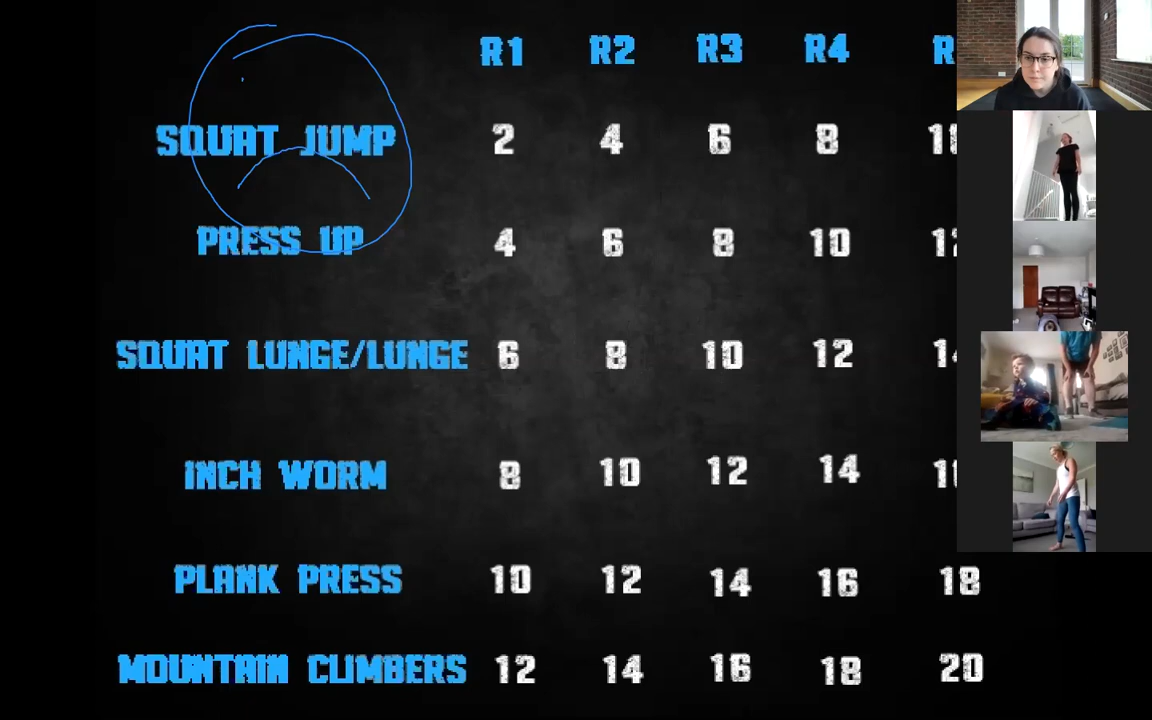 R1 R2 R3 R4 R
SQUAT JUMP 2 4 6 8
PRESS UP 4 6 8 10
SQUAT LUNGE/LUNGE 6 8 10 12
INCH WORM 8 10 12 14
PLANK PRESS 10 12 14 16 18
MOUNTAIN CLIMBERS 12 14 16 18 20